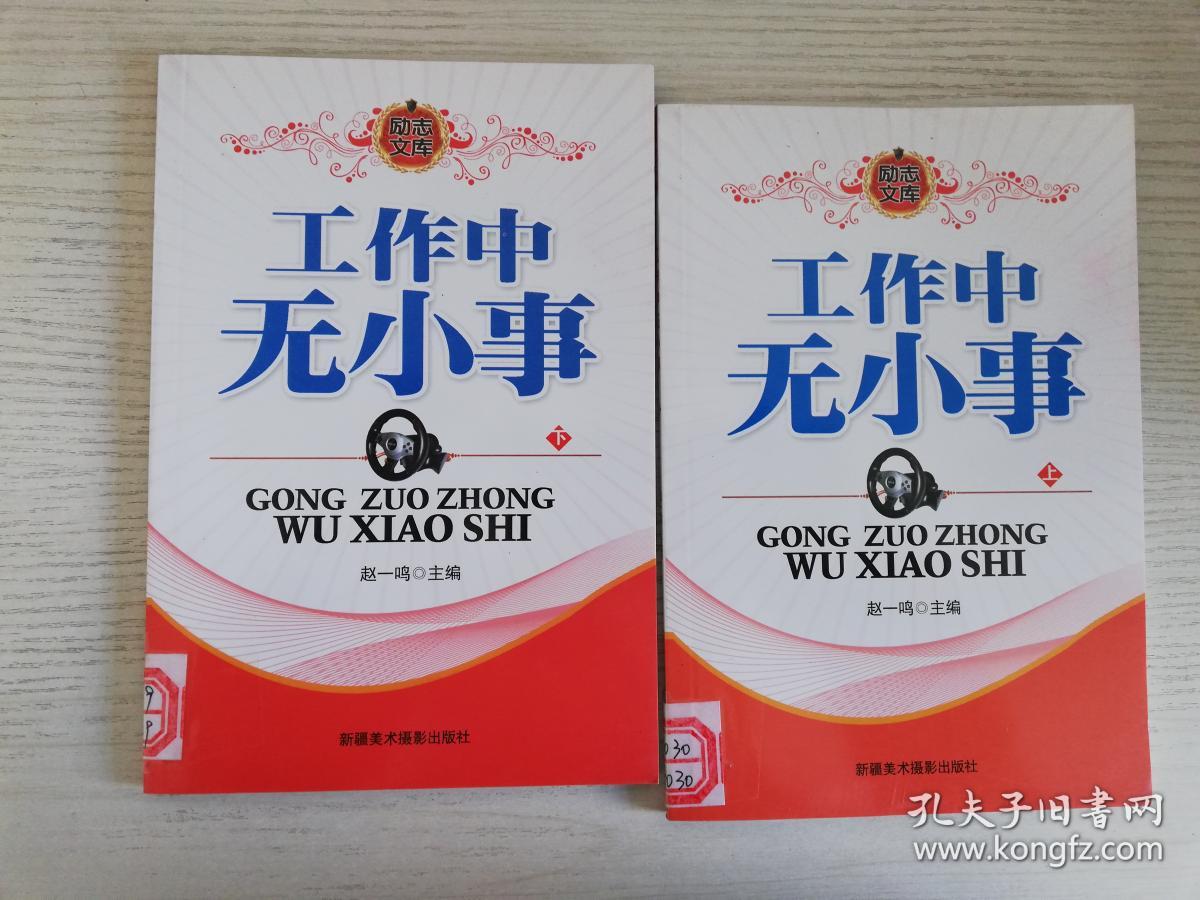 励志
文库
工作中
无小事
下
GONG ZUO ZHONG
WU XIAO SHI
赵一鸣◎主编
新疆美术摄影出版社
励志
文库
工作中
无小事
上
GONG ZUO ZHONG
WU XIAO SHI
赵一鸣◎主编
030
030
新疆美术摄影出版社
孔夫子旧书网
www.kongfz.com